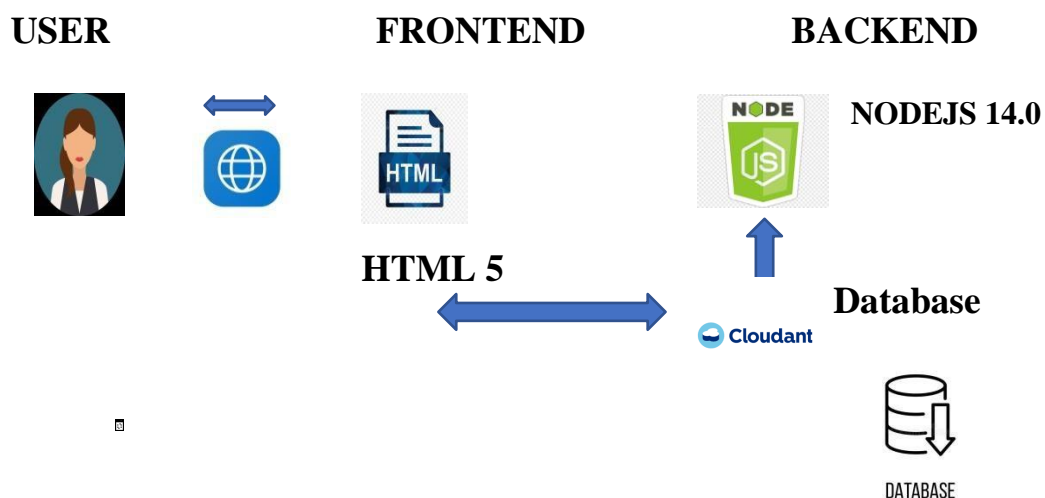 USER FRONTEND BACKEND
HTML
NODE
JS
NODEJS 14.0
HTML 5
Database
Cloudant
DATABASE